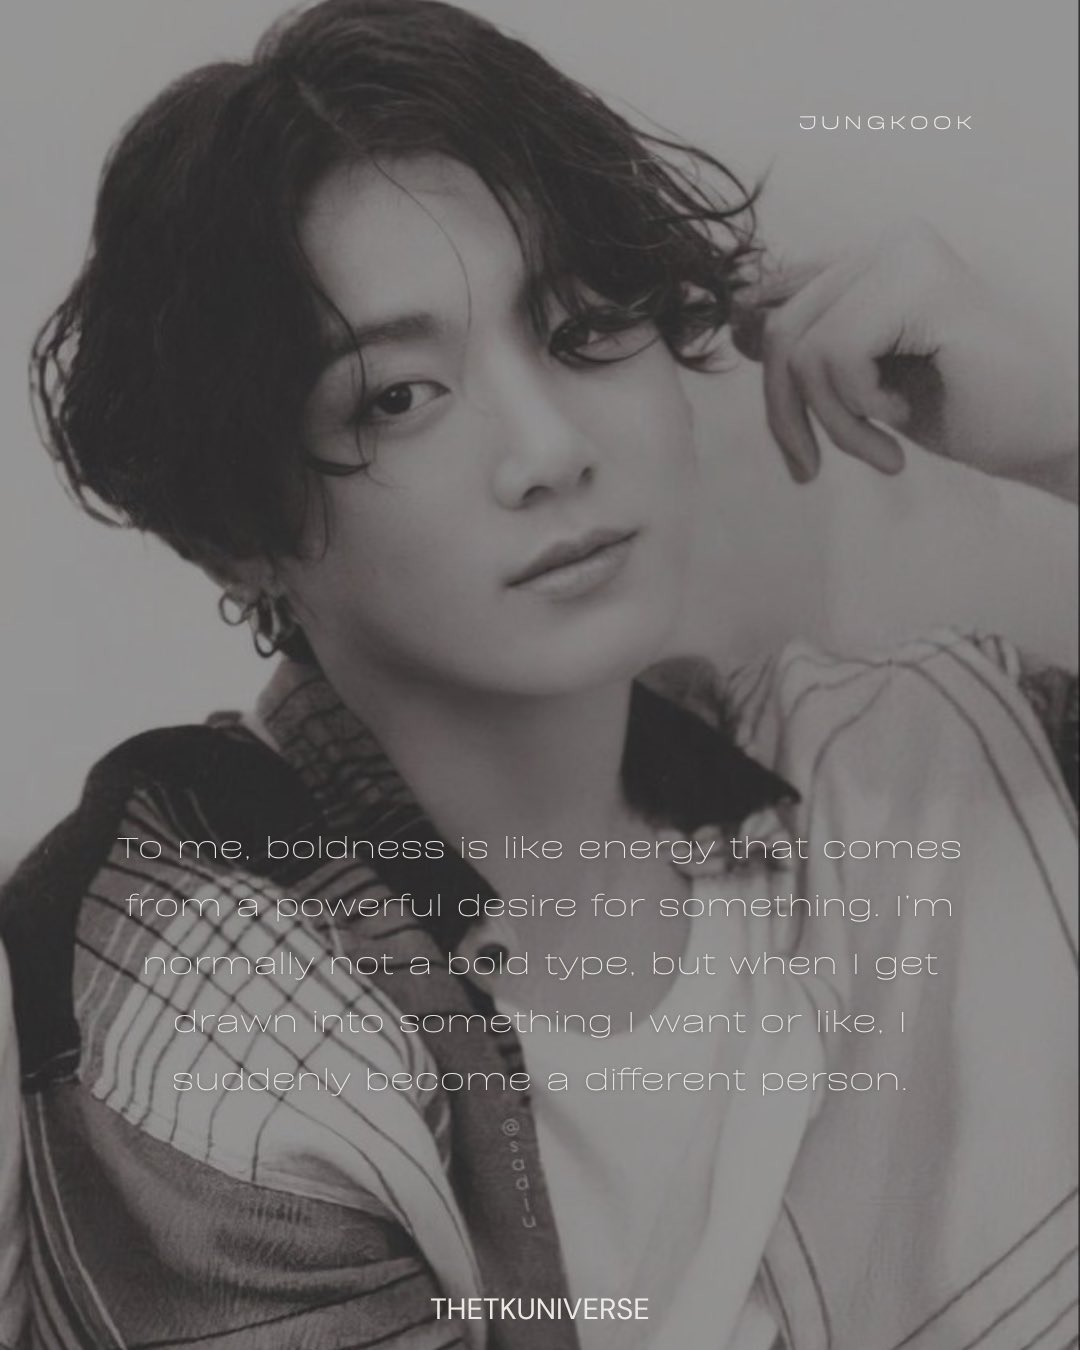 JUNGKOOK
To me, boldness is like energy that comes
from a powerful desire for something. I'm
normally not a bold type, but when I get
drawn into something I want or like, I
suddenly become a different person.
@sadlu
THETKUNIVERSE